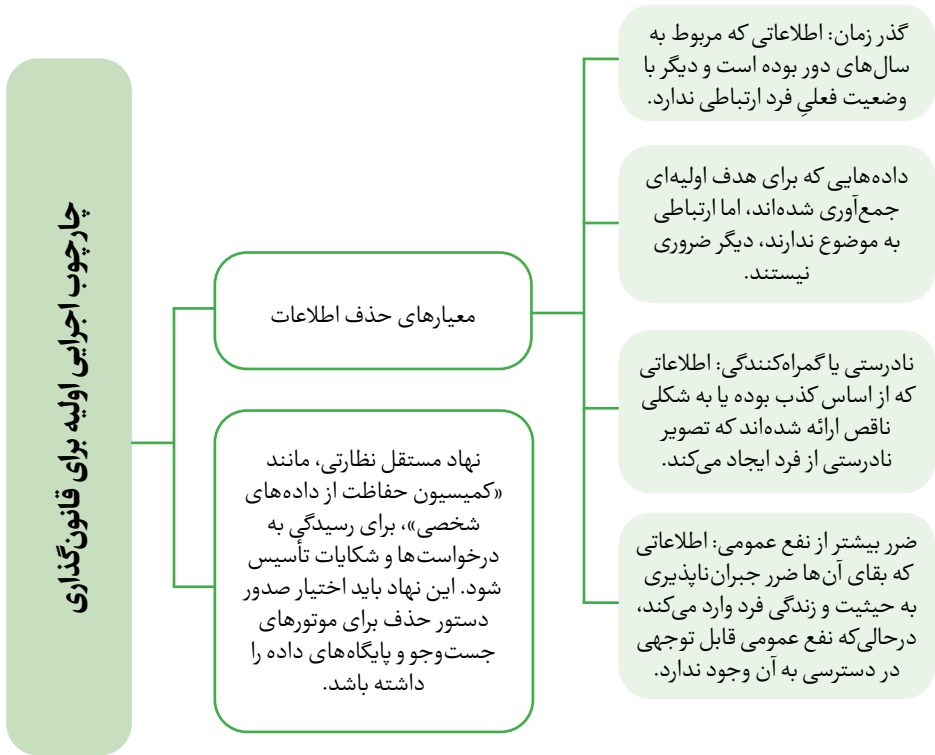 چارچوب اجرایی اولیه برای قانون‌گذاری
معیارهای حذف اطلاعات
گذر زمان: اطلاعاتی که مربوط به
سال‌های دور بوده است و دیگر با
وضعیت فعلیِ فرد ارتباطی ندارد.
داده‌هایی که برای هدف اولیه‌ای
جمع‌آوری شده‌اند، اما ارتباطی
به موضوع ندارند، دیگر ضروری
نیستند.
نادرستی یا گمراه‌کنندگی: اطلاعاتی
که از اساس کذب بوده یا به شکلی
ناقص ارائه شده‌اند که تصویر
نادرستی از فرد ایجاد می‌کند.
ضرر بیشتر از نفع عمومی: اطلاعاتی
که بقای آن‌ها ضرر جبران‌ناپذیری
به حیثیت و زندگی فرد وارد می‌کند،
درحالی‌که نفع عمومی قابل توجهی
در دسترسی به آن وجود ندارد.
نهاد مستقل نظارتی، مانند
«کمیسیون حفاظت از داده‌های
شخصی»، برای رسیدگی به
درخواست‌ها و شکایات تأسیس
شود. این نهاد باید اختیار صدور
دستور حذف برای موتورهای
جست‌وجو و پایگاه‌های داده را
داشته باشد.